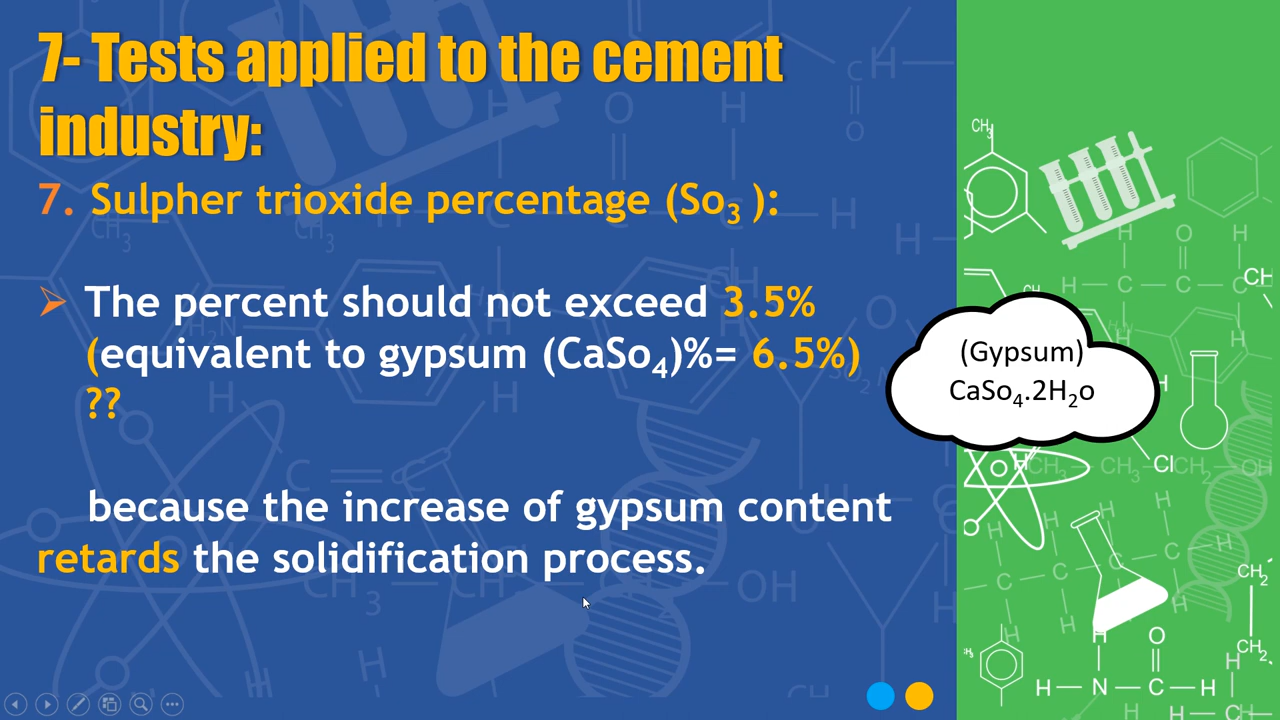 7- Tests applied to the cement
industry:
7. Sulpher trioxide percentage (So₃ ):
➢ The percent should not exceed 3.5%
(equivalent to gypsum (CaSo₄)%= 6.5%)
??
because the increase of gypsum content
retards the solidification process.
(Gypsum)
CaSo₄.2H₂o